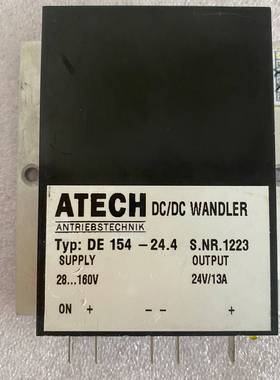 ATECH DC/DC WANDLER
ANTRIEBSTECHNIK
Typ: DE 154 -24.4 S.NR.1223
SUPPLY OUTPUT
28...160V 24V/13A
ON + - - +